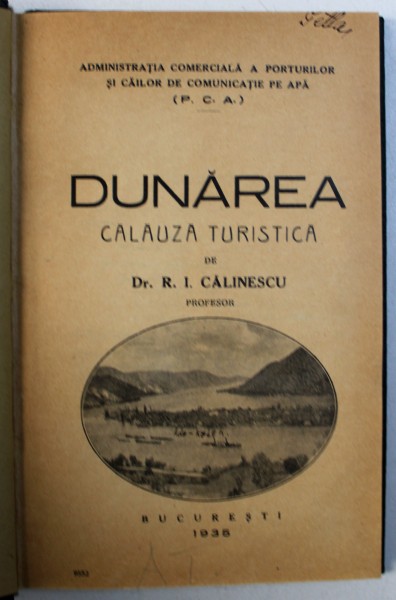 ADMINISTRAȚIA COMERCIALĂ A PORTURILOR
ȘI CĂILOR DE COMUNICAȚIE PE APĂ
(P. C. A.)
DUNĂREA
CALAUZA TURISTICA
DE
Dr. R. I. CĂLINESCU
PROFESOR
BUCUREȘTI
1935